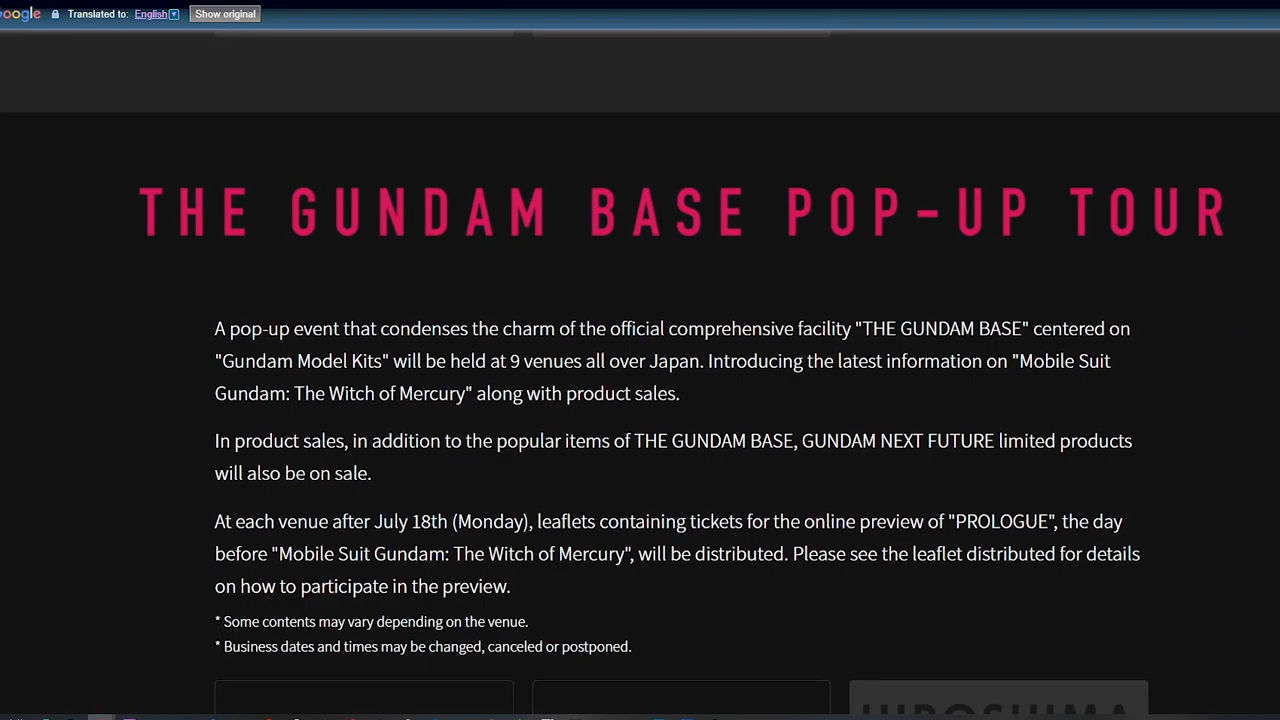 Google Translated to: English Show original
THE GUNDAM BASE POP-UP TOUR
A pop-up event that condenses the charm of the official comprehensive facility "THE GUNDAM BASE" centered on
"Gundam Model Kits" will be held at 9 venues all over Japan. Introducing the latest information on "Mobile Suit
Gundam: The Witch of Mercury" along with product sales.
In product sales, in addition to the popular items of THE GUNDAM BASE, GUNDAM NEXT FUTURE limited products
will also be on sale.
At each venue after July 18th (Monday), leaflets containing tickets for the online preview of "PROLOGUE", the day
before "Mobile Suit Gundam: The Witch of Mercury", will be distributed. Please see the leaflet distributed for details
on how to participate in the preview.
* Some contents may vary depending on the venue.
* Business dates and times may be changed, canceled or postponed.
HIROSHIMA